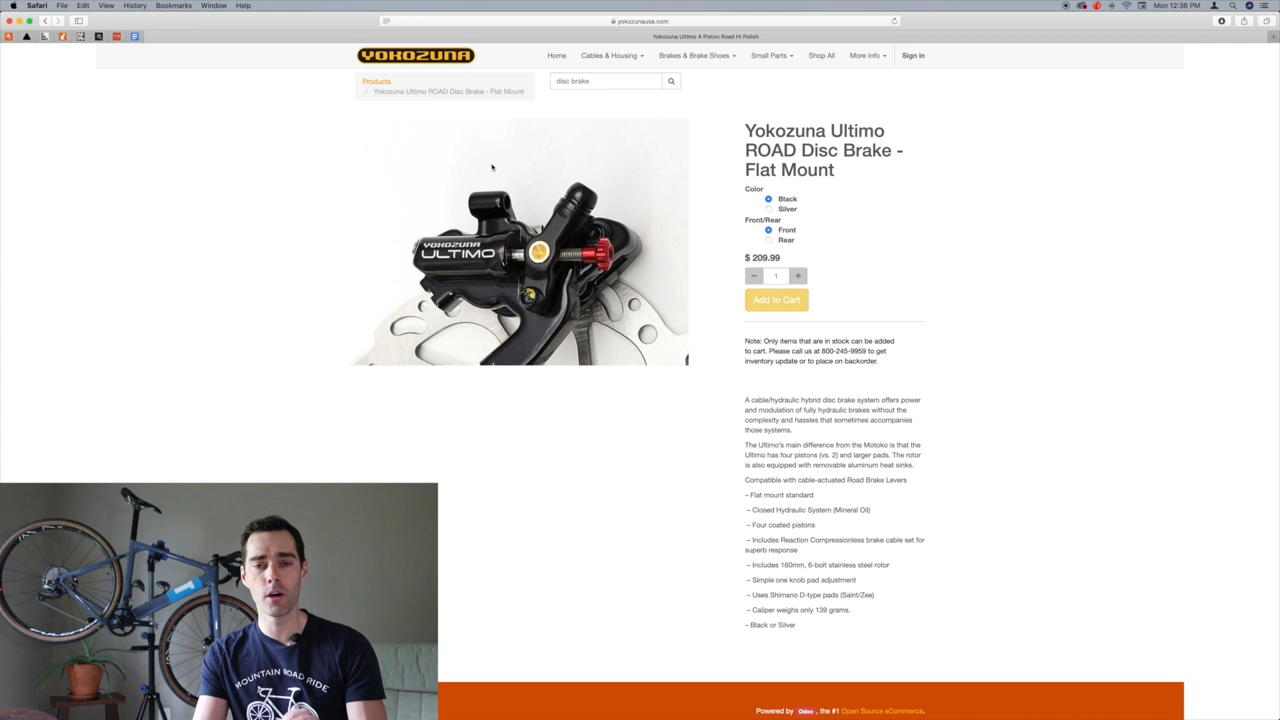 Safari File Edit View History Bookmarks Window Help
Mon 12:36 PM
yokozunausa.com
Yokozuna Ultimo 4 Piston Road HI Polish
YOKOZUNA
Home Cables & Housing Brakes & Brake Shoes Small Parts Shop All More Info Sign in
Products
/ Yokozuna Ultimo ROAD Disc Brake - Flat Mount
disc brake
YOKOZUNA
ULTIMO
Yokozuna Ultimo
ROAD Disc Brake -
Flat Mount
Color
Black
Silver
Front/Rear
Front
Rear
$ 209.99
1
Add to Cart
Note: Only items that are in stock can be added
to cart. Please call us at 800-245-9959 to get
inventory update or to place on backorder.
A cable/hydraulic hybrid disc brake system offers power
and modulation of fully hydraulic brakes without the
complexity and hassles that sometimes accompanies
those systems.
The Ultimo's main difference from the Motoko is that the
Ultimo has four pistons (vs. 2) and larger pads. The rotor
is also equipped with removable aluminum heat sinks.
Compatible with cable-actuated Road Brake Levers
– Flat mount standard
– Closed Hydraulic System (Mineral Oil)
– Four coated pistons
– Includes Reaction Compressionless brake cable set for
superb response
– Includes 160mm, 6-bolt stainless steel rotor
– Simple one knob pad adjustment
– Uses Shimano D-type pads (Saint/Zee)
– Caliper weighs only 139 grams.
– Black or Silver
MOUNTAIN ROAD RIDE
Powered by Odoo, the #1 Open Source eCommerce.